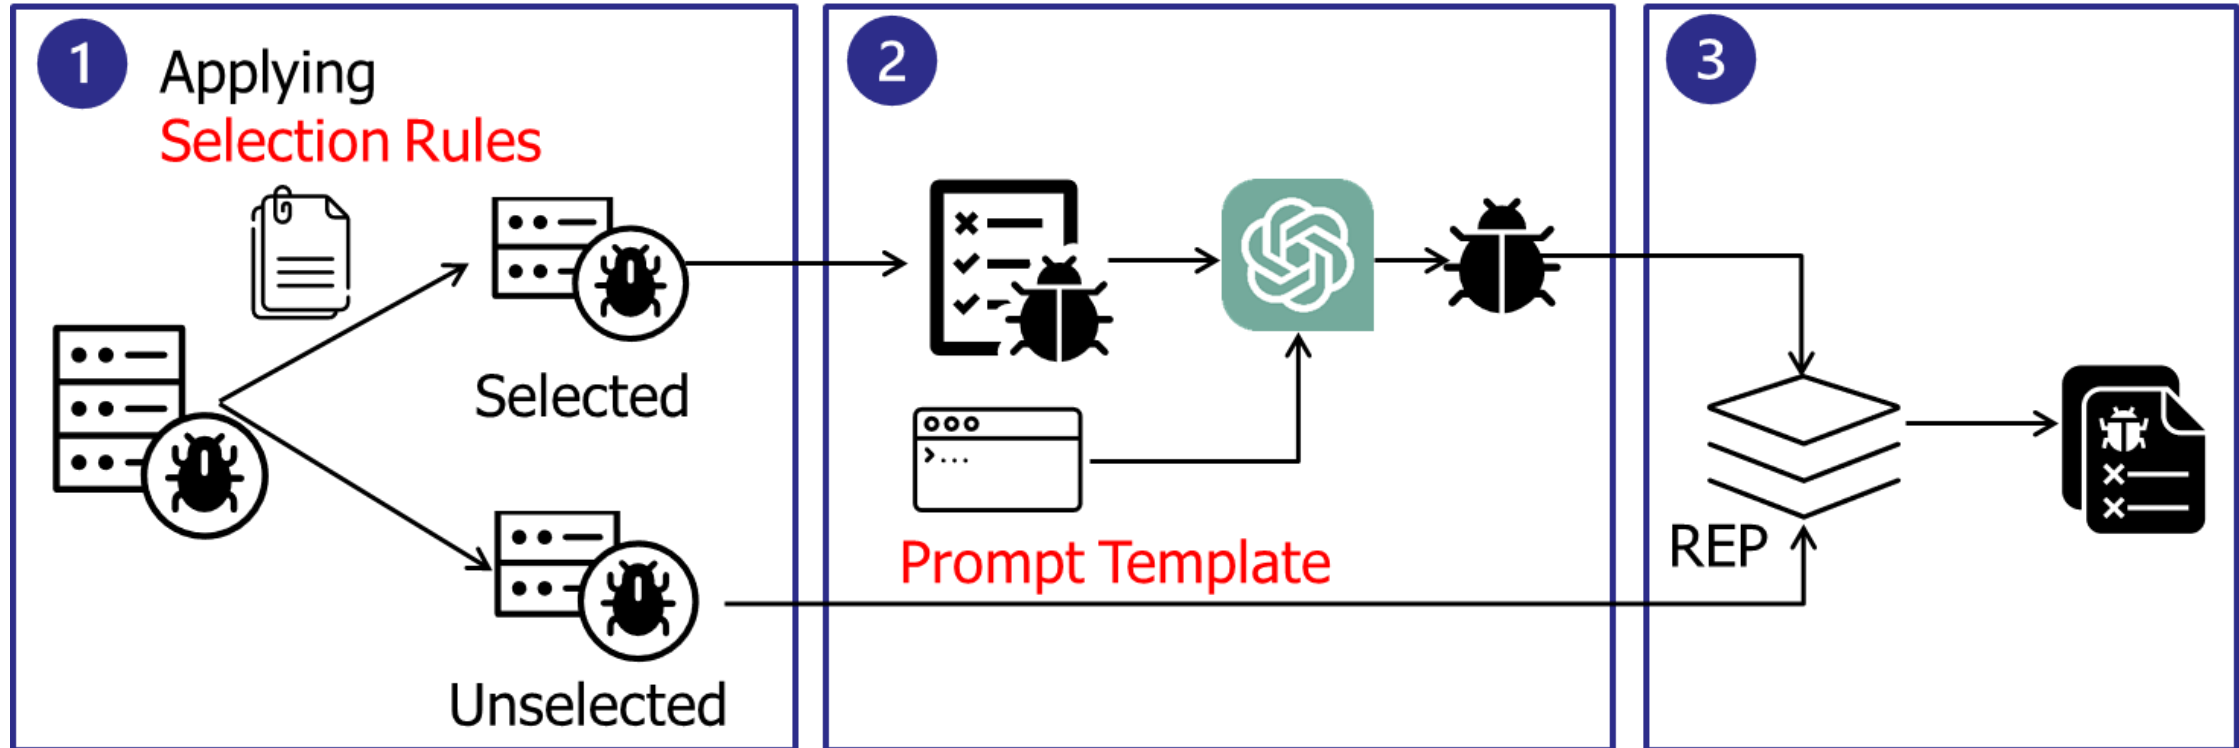 1
Applying
Selection Rules
Selected
Unselected
2
>...
Prompt Template
3
REP